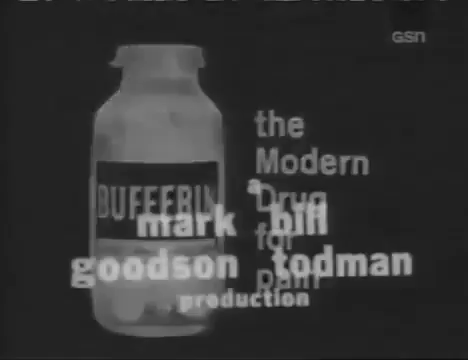 GSN
the
Modern
Drug
for
pain
BUFFERIN
a
mark bill
goodson todman
production